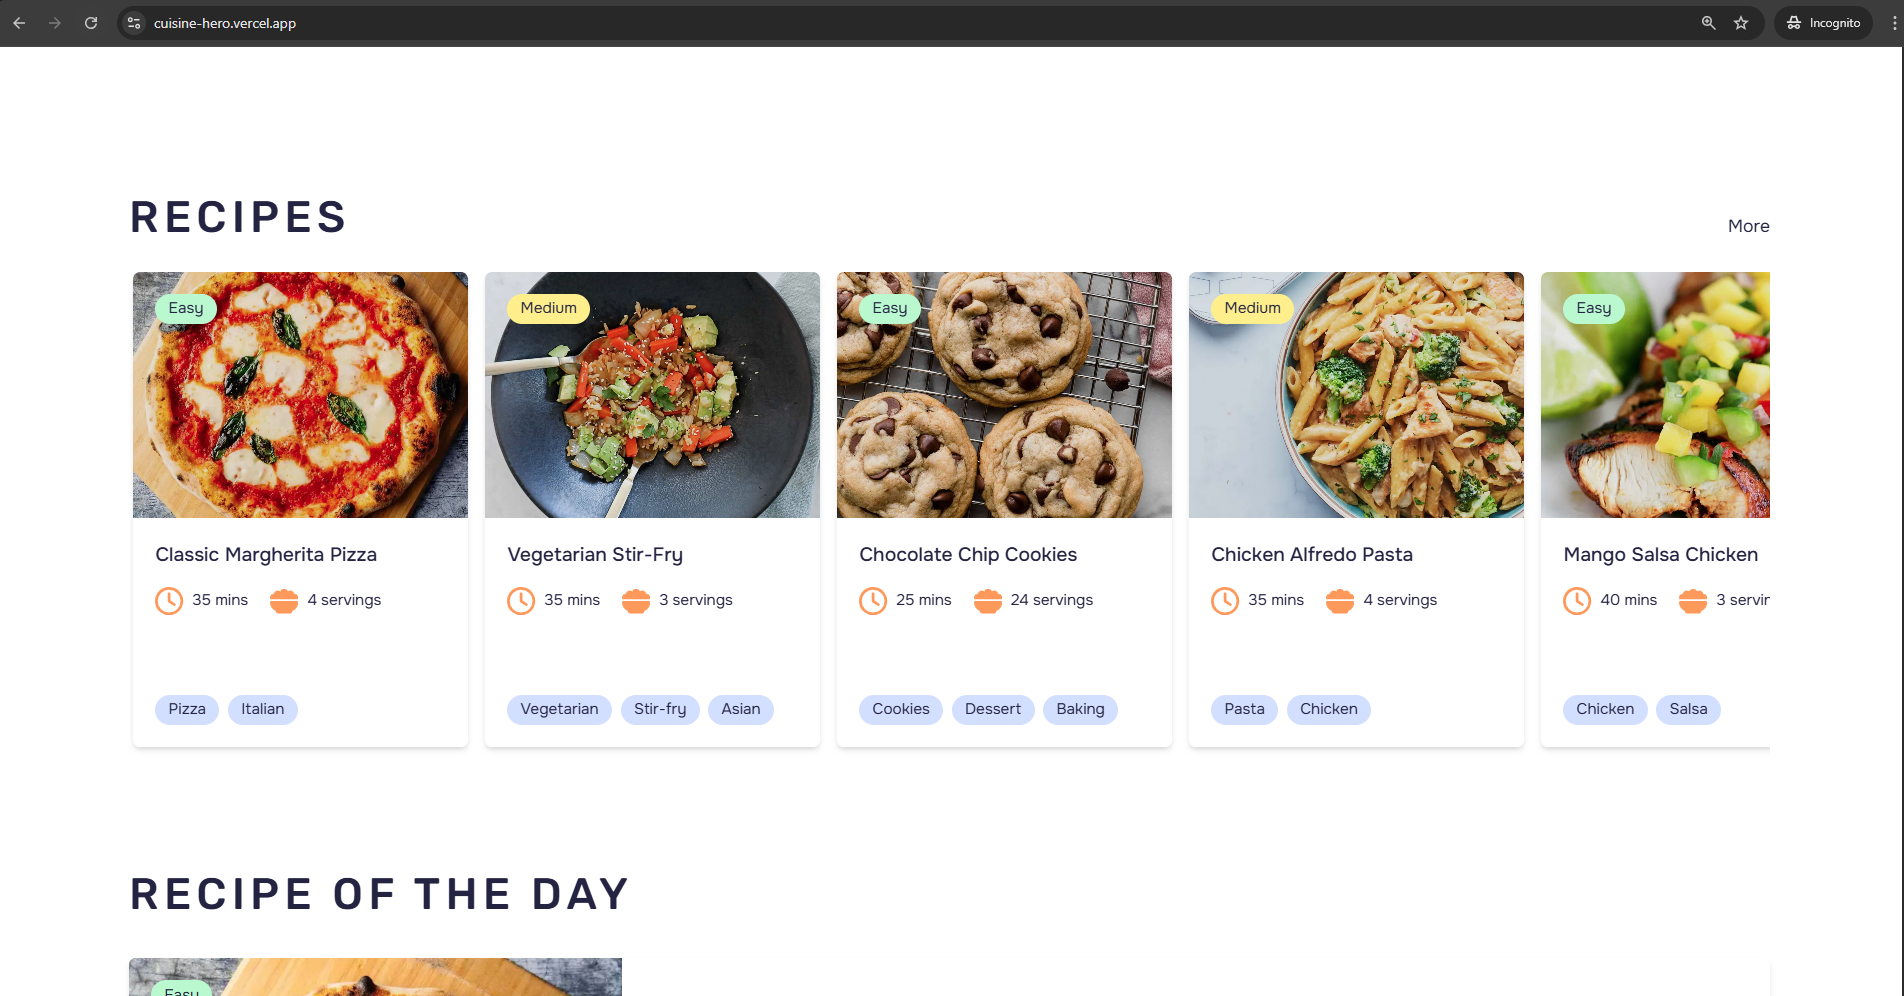 cuisine-hero.vercel.app
Incognito
RECIPES
More
Easy
Medium
Easy
Medium
Easy
Classic Margherita Pizza
Vegetarian Stir-Fry
Chocolate Chip Cookies
Chicken Alfredo Pasta
Mango Salsa Chicken
35 mins 4 servings
35 mins 3 servings
25 mins 24 servings
35 mins 4 servings
40 mins 3 servin
Pizza Italian
Vegetarian Stir-fry Asian
Cookies Dessert Baking
Pasta Chicken
Chicken Salsa
RECIPE OF THE DAY
Easy